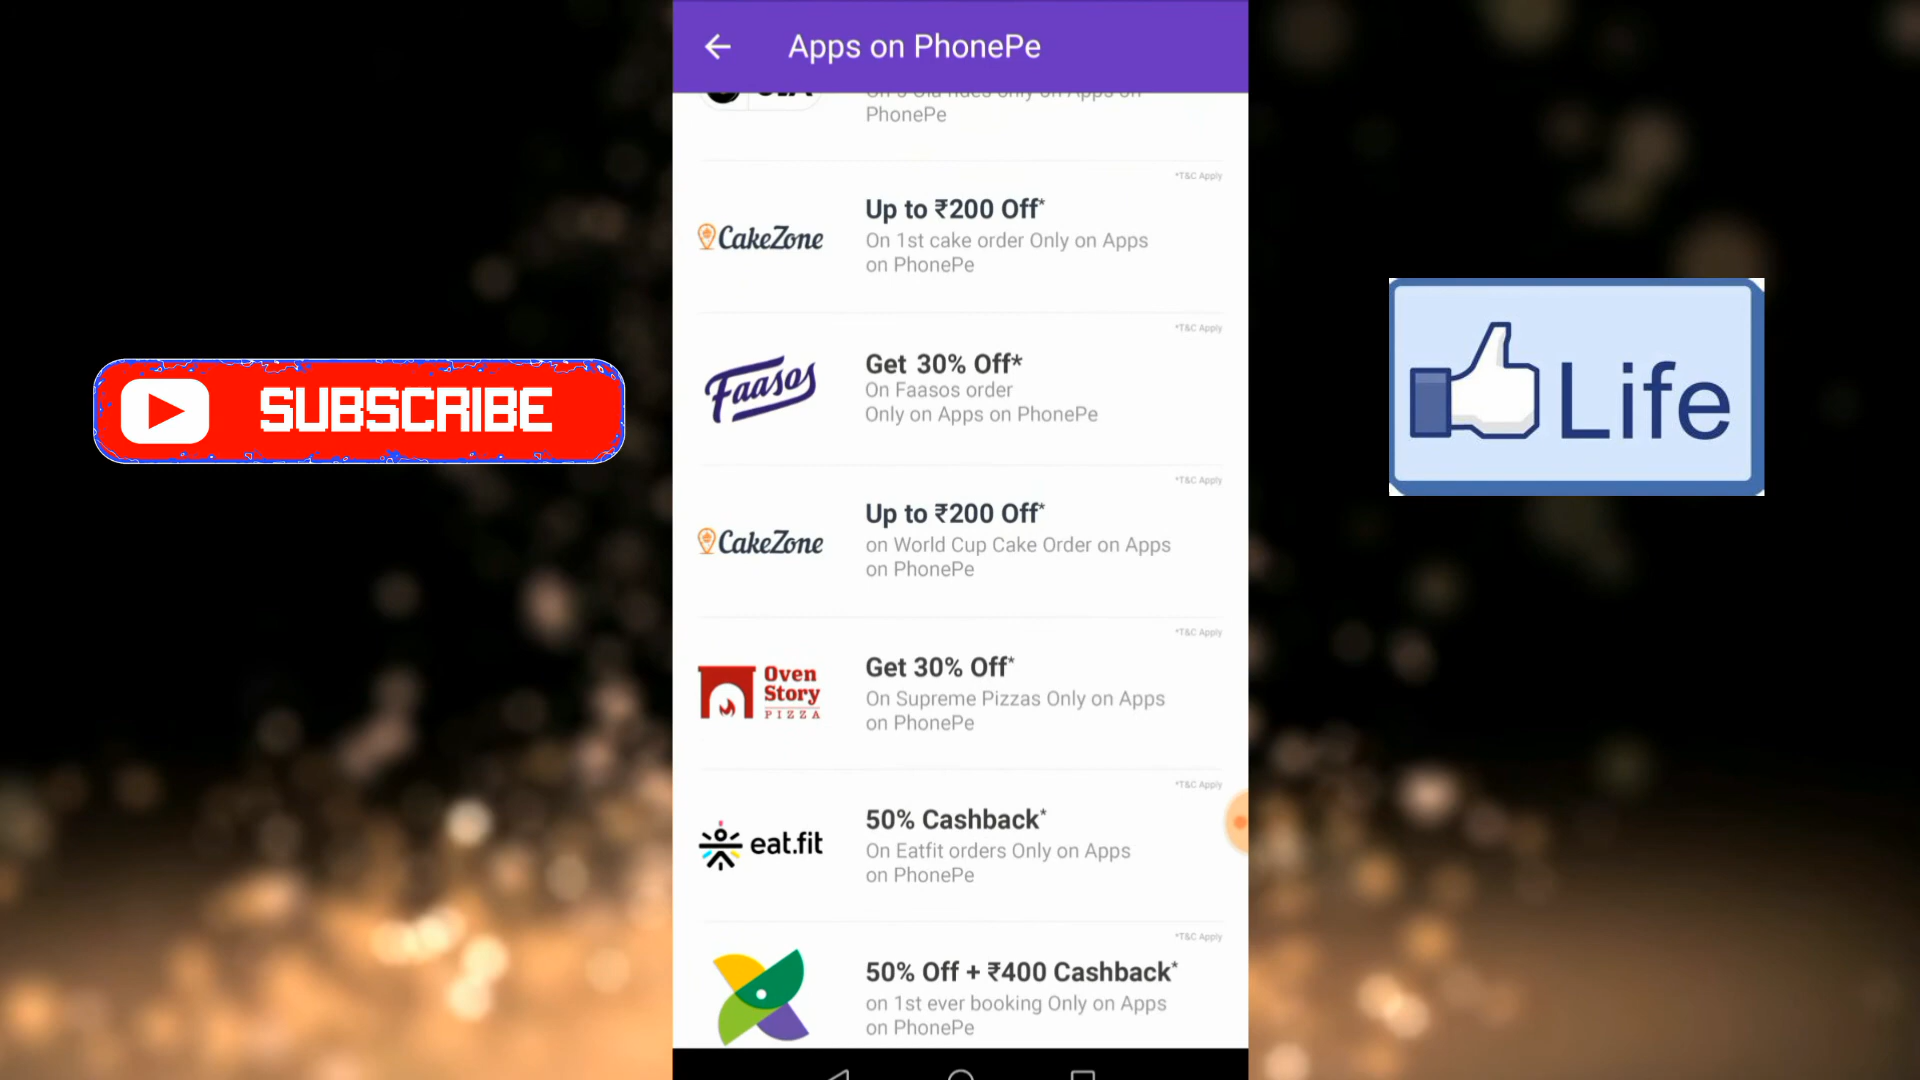 Apps on PhonePe
PhonePe
*T&C Apply
CakeZone
Up to ₹200 Off*
On 1st cake order Only on Apps
on PhonePe
*T&C Apply
Faasos
Get 30% Off*
On Faasos order
Only on Apps on PhonePe
*T&C Apply
CakeZone
Up to ₹200 Off*
on World Cup Cake Order on Apps
on PhonePe
*T&C Apply
Oven
Story
PIZZA
Get 30% Off*
On Supreme Pizzas Only on Apps
on PhonePe
*T&C Apply
eat.fit
50% Cashback*
On Eatfit orders Only on Apps
on PhonePe
*T&C Apply
50% Off + ₹400 Cashback*
on 1st ever booking Only on Apps
on PhonePe
SUBSCRIBE
Life